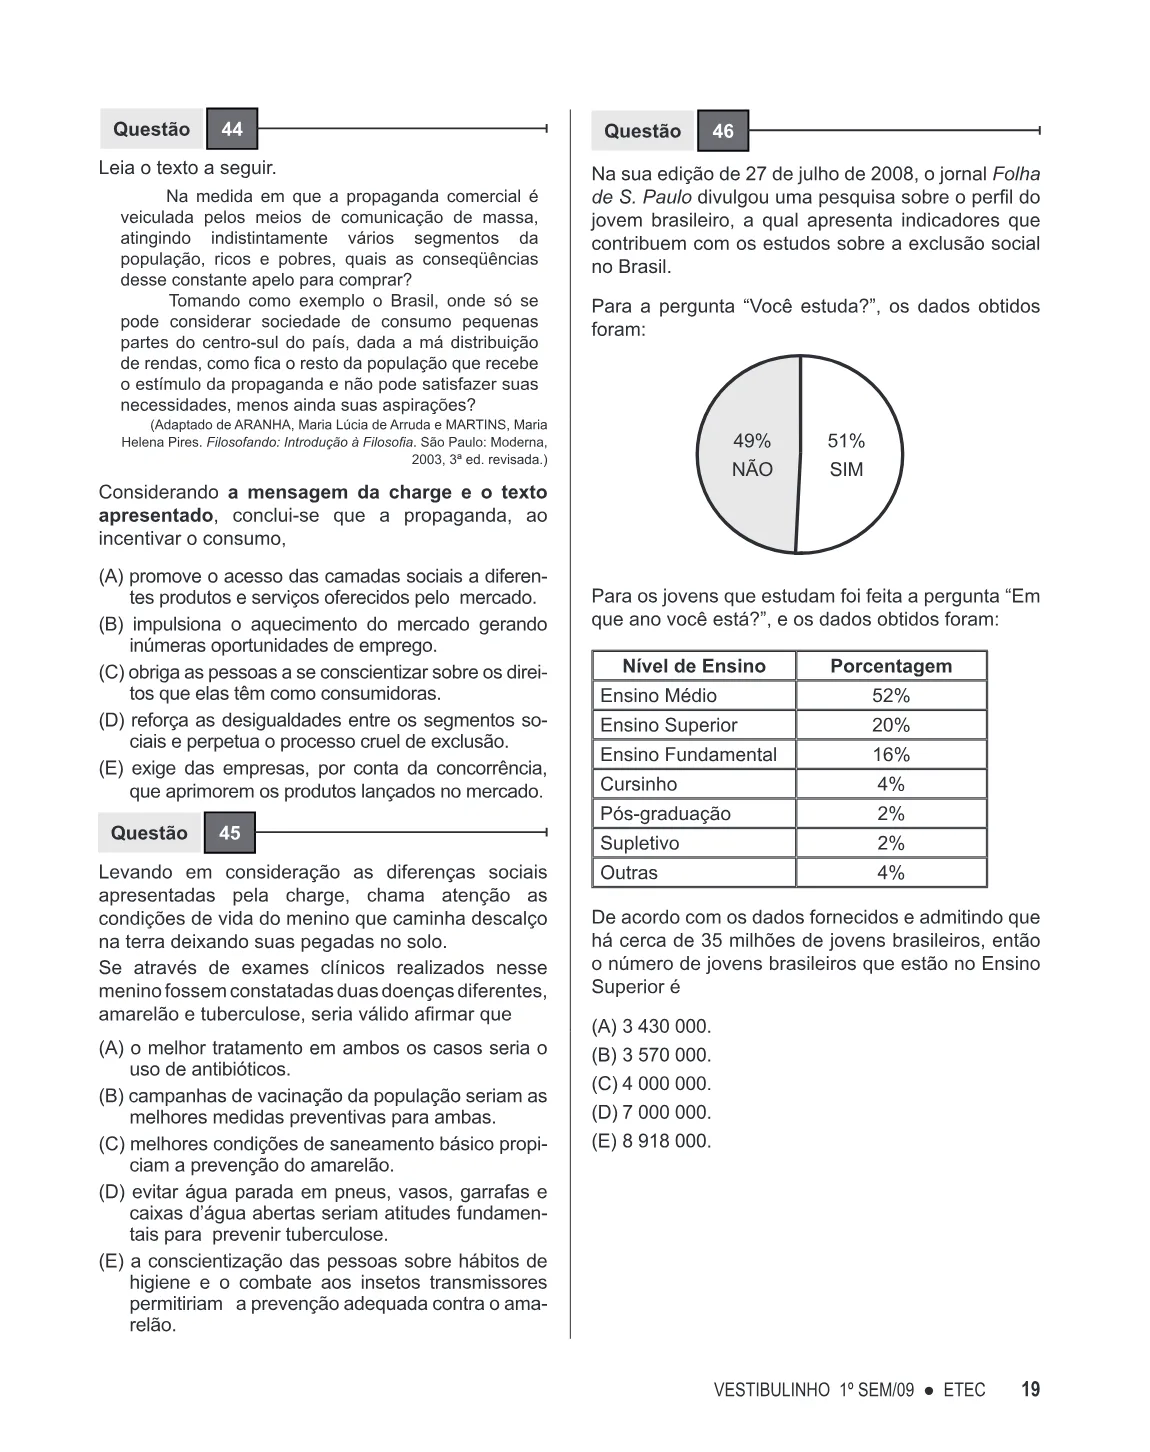 Questão 44
Leia o texto a seguir.
Na medida em que a propaganda comercial é
veiculada pelos meios de comunicação de massa,
atingindo indistintamente vários segmentos da
população, ricos e pobres, quais as conseqüências
desse constante apelo para comprar?
Tomando como exemplo o Brasil, onde só se
pode considerar sociedade de consumo pequenas
partes do centro-sul do país, dada a má distribuição
de rendas, como fica o resto da população que recebe
o estímulo da propaganda e não pode satisfazer suas
necessidades, menos ainda suas aspirações?
(Adaptado de ARANHA, Maria Lúcia de Arruda e MARTINS, Maria
Helena Pires. Filosofando: Introdução à Filosofia. São Paulo: Moderna,
2003, 3ª ed. revisada.)
Considerando a mensagem da charge e o texto
apresentado, conclui-se que a propaganda, ao
incentivar o consumo,
(A) promove o acesso das camadas sociais a diferen-
tes produtos e serviços oferecidos pelo mercado.
(B) impulsiona o aquecimento do mercado gerando
inúmeras oportunidades de emprego.
(C) obriga as pessoas a se conscientizar sobre os direi-
tos que elas têm como consumidoras.
(D) reforça as desigualdades entre os segmentos so-
ciais e perpetua o processo cruel de exclusão.
(E) exige das empresas, por conta da concorrência,
que aprimorem os produtos lançados no mercado.
Questão 45
Levando em consideração as diferenças sociais
apresentadas pela charge, chama atenção as
condições de vida do menino que caminha descalço
na terra deixando suas pegadas no solo.
Se através de exames clínicos realizados nesse
menino fossem constatadas duas doenças diferentes,
amarelão e tuberculose, seria válido afirmar que
(A) o melhor tratamento em ambos os casos seria o
uso de antibióticos.
(B) campanhas de vacinação da população seriam as
melhores medidas preventivas para ambas.
(C) melhores condições de saneamento básico propi-
ciam a prevenção do amarelão.
(D) evitar água parada em pneus, vasos, garrafas e
caixas d'água abertas seriam atitudes fundamen-
tais para prevenir tuberculose.
(E) a conscientização das pessoas sobre hábitos de
higiene e o combate aos insetos transmissores
permitiriam a prevenção adequada contra o ama-
relão.
Questão 46
Na sua edição de 27 de julho de 2008, o jornal Folha
de S. Paulo divulgou uma pesquisa sobre o perfil do
jovem brasileiro, a qual apresenta indicadores que
contribuem com os estudos sobre a exclusão social
no Brasil.
Para a pergunta “Você estuda?”, os dados obtidos
foram:
49% 51%
NÃO SIM
Para os jovens que estudam foi feita a pergunta “Em
que ano você está?”, e os dados obtidos foram:
Nível de Ensino Porcentagem
Ensino Médio 52%
Ensino Superior 20%
Ensino Fundamental 16%
Cursinho 4%
Pós-graduação 2%
Supletivo 2%
Outras 4%
De acordo com os dados fornecidos e admitindo que
há cerca de 35 milhões de jovens brasileiros, então
o número de jovens brasileiros que estão no Ensino
Superior é
(A) 3 430 000.
(B) 3 570 000.
(C) 4 000 000.
(D) 7 000 000.
(E) 8 918 000.
VESTIBULINHO 1º SEM/09 ● ETEC 19